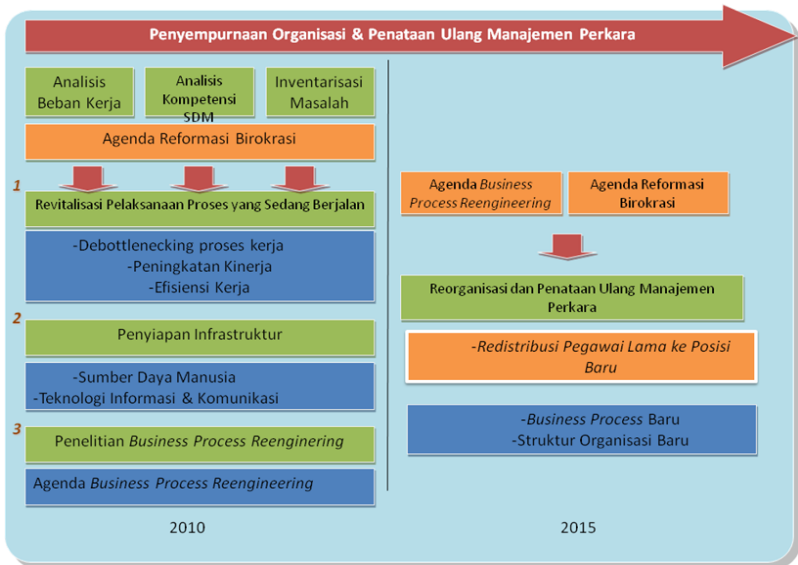 Penyempurnaan Organisasi & Penataan Ulang Manajemen Perkara
Analisis
Beban Kerja
Analisis
Kompetensi
SDM
Inventarisasi
Masalah
Agenda Reformasi Birokrasi
1
Revitalisasi Pelaksanaan Proses yang Sedang Berjalan
-Debottlenecking proses kerja
-Peningkatan Kinerja
-Efisiensi Kerja
2
Penyiapan Infrastruktur
-Sumber Daya Manusia
-Teknologi Informasi & Komunikasi
3
Penelitian Business Process Reenginering
Agenda Business Process Reengineering
2010
Agenda Business
Process Reengineering
Agenda Reformasi
Birokrasi
Reorganisasi dan Penataan Ulang Manajemen
Perkara
-Redistribusi Pegawai Lama ke Posisi
Baru
-Business Process Baru
-Struktur Organisasi Baru
2015